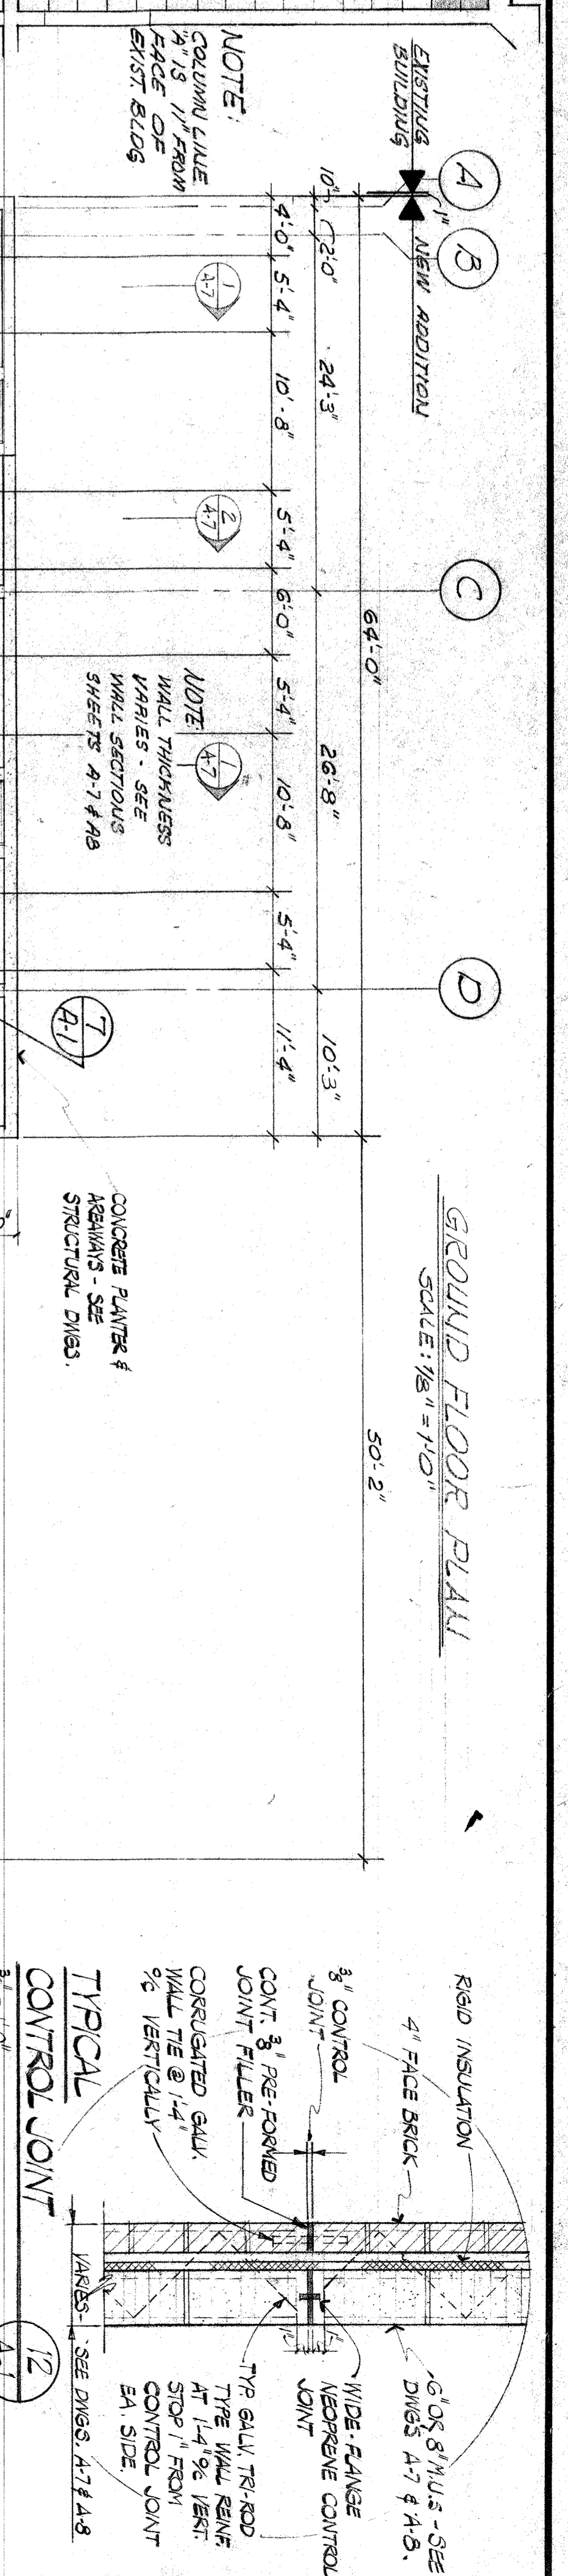 EXISTING
BUILDING
NEW ADDITION
A
B
C
D
1"
NOTE:
COLUMN LINE
"A" IS 11" FROM
FACE OF
EXIST. BLDG
64'-0"
50'-2"
10"
2'-0"
24'-3"
26'-8"
10'-3"
4'-0"
5'-4"
10'-8"
5'-4"
6'-0"
5'-4"
10'-8"
5'-4"
11'-4"
1
A-7
2
A-7
1
A-7
NOTE
WALL THICKNESS
VARIES - SEE
WALL SECTIONS
SHEETS A-7 & A8
7
A-1
CONCRETE PLANTER &
AREAWAYS - SEE
STRUCTURAL DWGS.
GROUND FLOOR PLAN
SCALE: 1/8" = 1'-0"
RIGID INSULATION
4" FACE BRICK
3/8" CONTROL
JOINT
CONT. 3/8" PRE-FORMED
JOINT FILLER
CORRUGATED GALV.
WALL TIE @ 1'-4"
o/c VERTICALLY
6" OR 8" M.U.S - SEE
DWGS A-7 & A-8.
WIDE-FLANGE
NEOPRENE CONTROL
JOINT
1"
1"
TYP. GALV. TRI-ROD
TYPE WALL REINF.
AT 1'-4" o/c VERT.
STOP 1" FROM
CONTROL JOINT
EA. SIDE.
VARIES - SEE DWGS. A-7 & A-8
TYPICAL
CONTROL JOINT
12